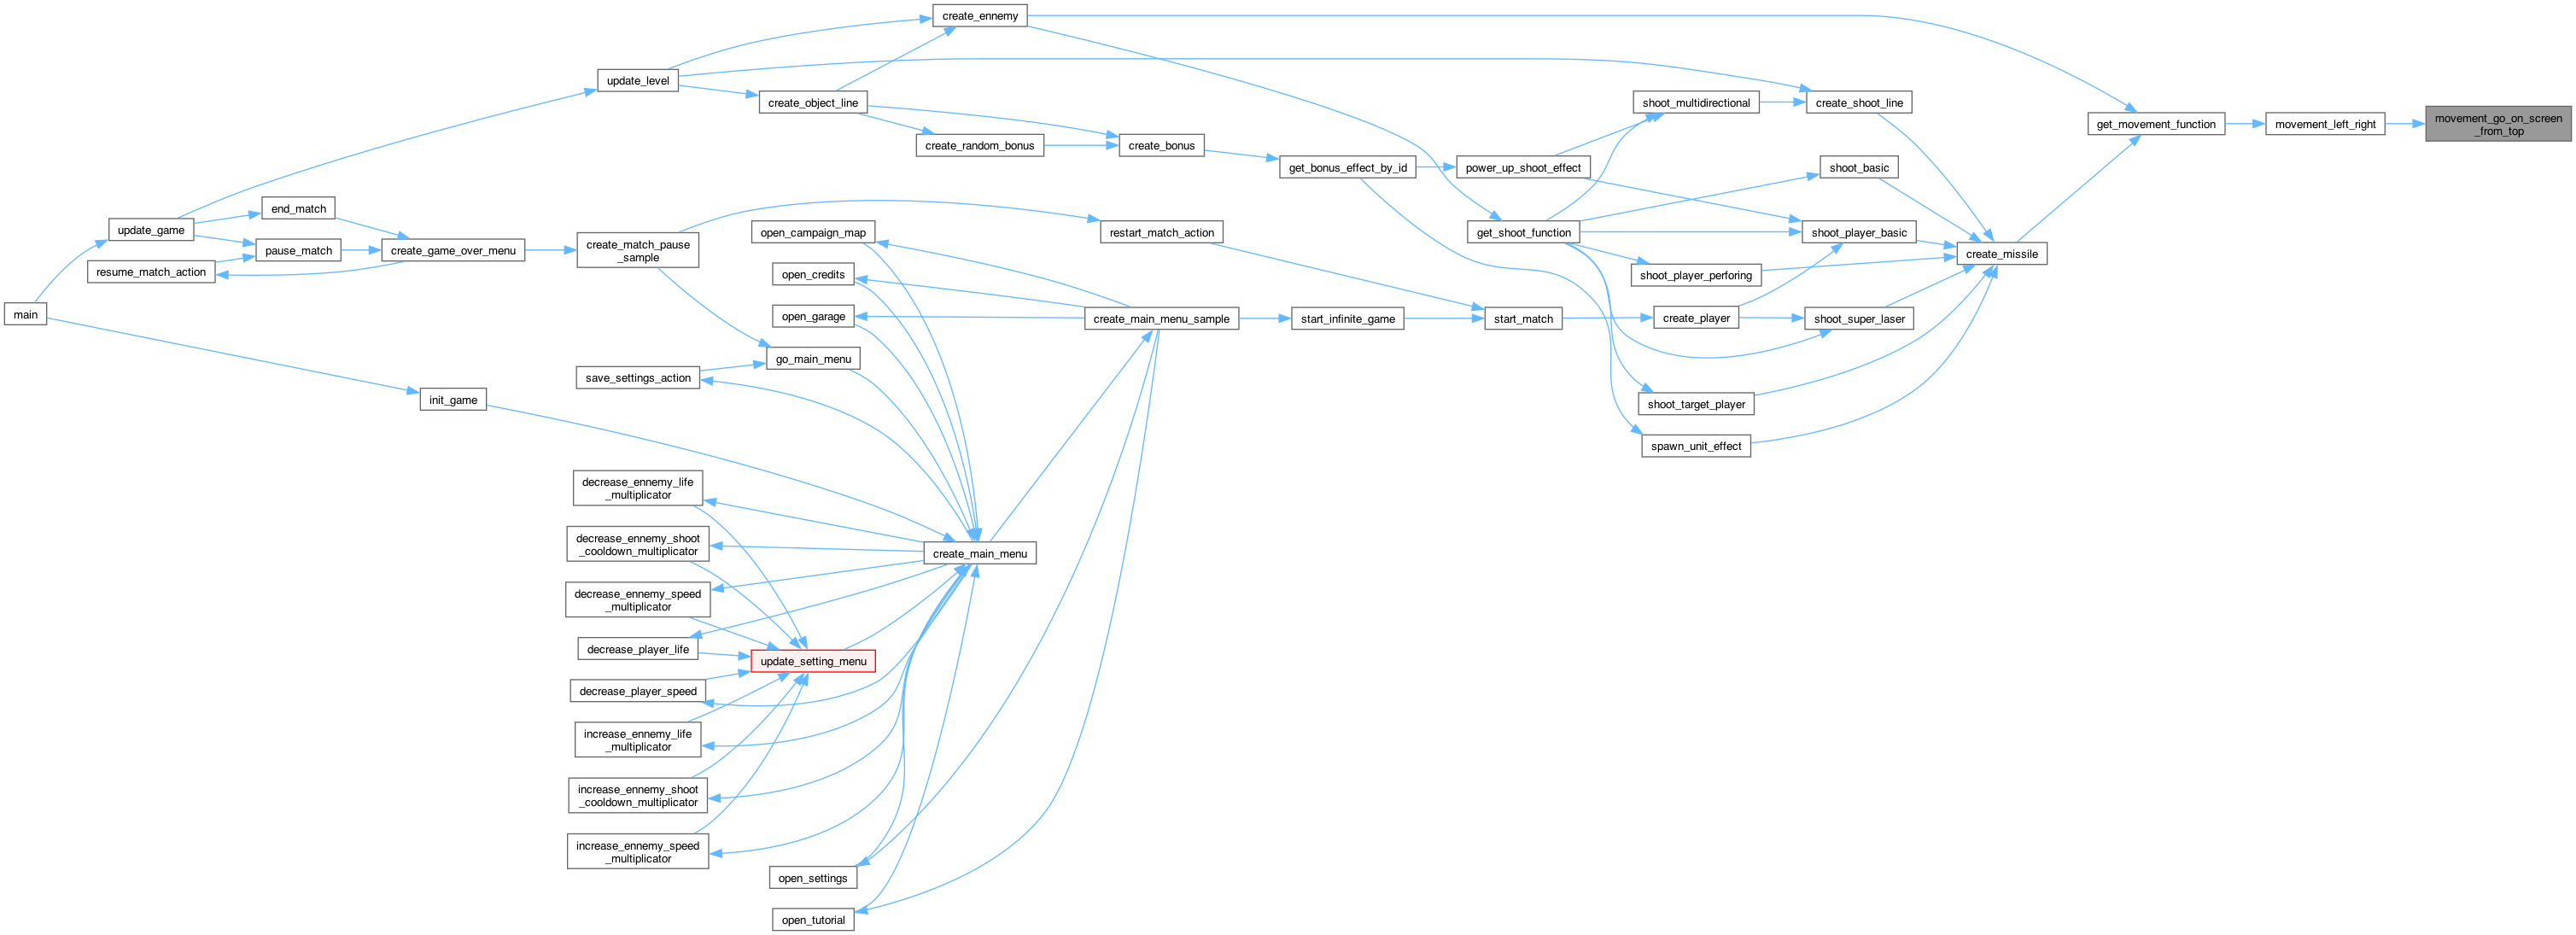 create_ennemy
update_level
create_object_line
shoot_multidirectional
create_shoot_line
get_movement_function
movement_left_right
movement_go_on_screen
_from_top
create_random_bonus
create_bonus
get_bonus_effect_by_id
power_up_shoot_effect
shoot_basic
end_match
update_game
pause_match
resume_match_action
create_game_over_menu
create_match_pause
_sample
open_campaign_map
restart_match_action
get_shoot_function
shoot_player_basic
create_missile
shoot_player_perforing
open_credits
main
open_garage
create_main_menu_sample
start_infinite_game
start_match
create_player
shoot_super_laser
go_main_menu
save_settings_action
init_game
shoot_target_player
spawn_unit_effect
decrease_ennemy_life
_multiplicator
decrease_ennemy_shoot
_cooldown_multiplicator
create_main_menu
decrease_ennemy_speed
_multiplicator
decrease_player_life
update_setting_menu
decrease_player_speed
increase_ennemy_life
_multiplicator
increase_ennemy_shoot
_cooldown_multiplicator
increase_ennemy_speed
_multiplicator
open_settings
open_tutorial